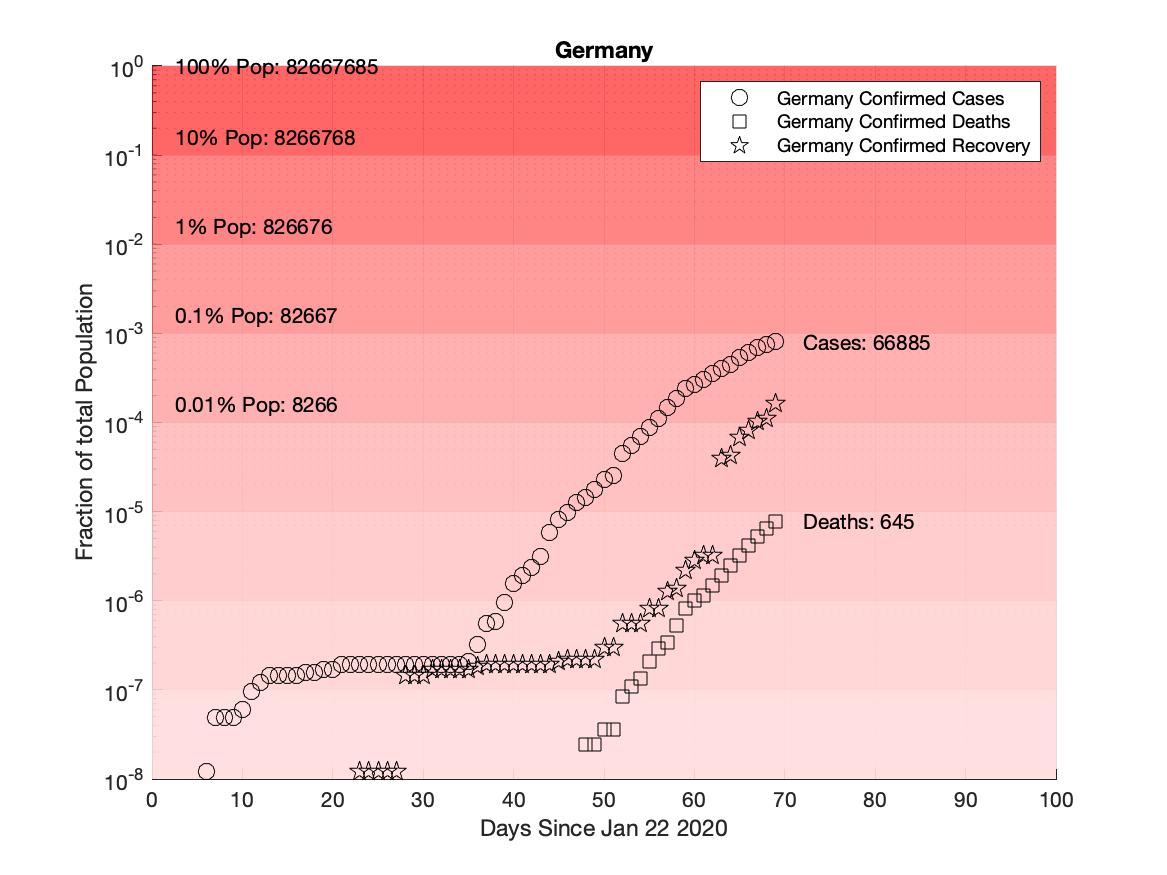 Germany
10^0
100% Pop: 82667685
Germany Confirmed Cases
Germany Confirmed Deaths
Germany Confirmed Recovery
10% Pop: 8266768
10^-1
1% Pop: 826676
10^-2
0.1% Pop: 82667
10^-3
Cases: 66885
0.01% Pop: 8266
10^-4
10^-5
Deaths: 645
10^-6
10^-7
10^-8
Fraction of total Population
0 10 20 30 40 50 60 70 80 90 100
Days Since Jan 22 2020